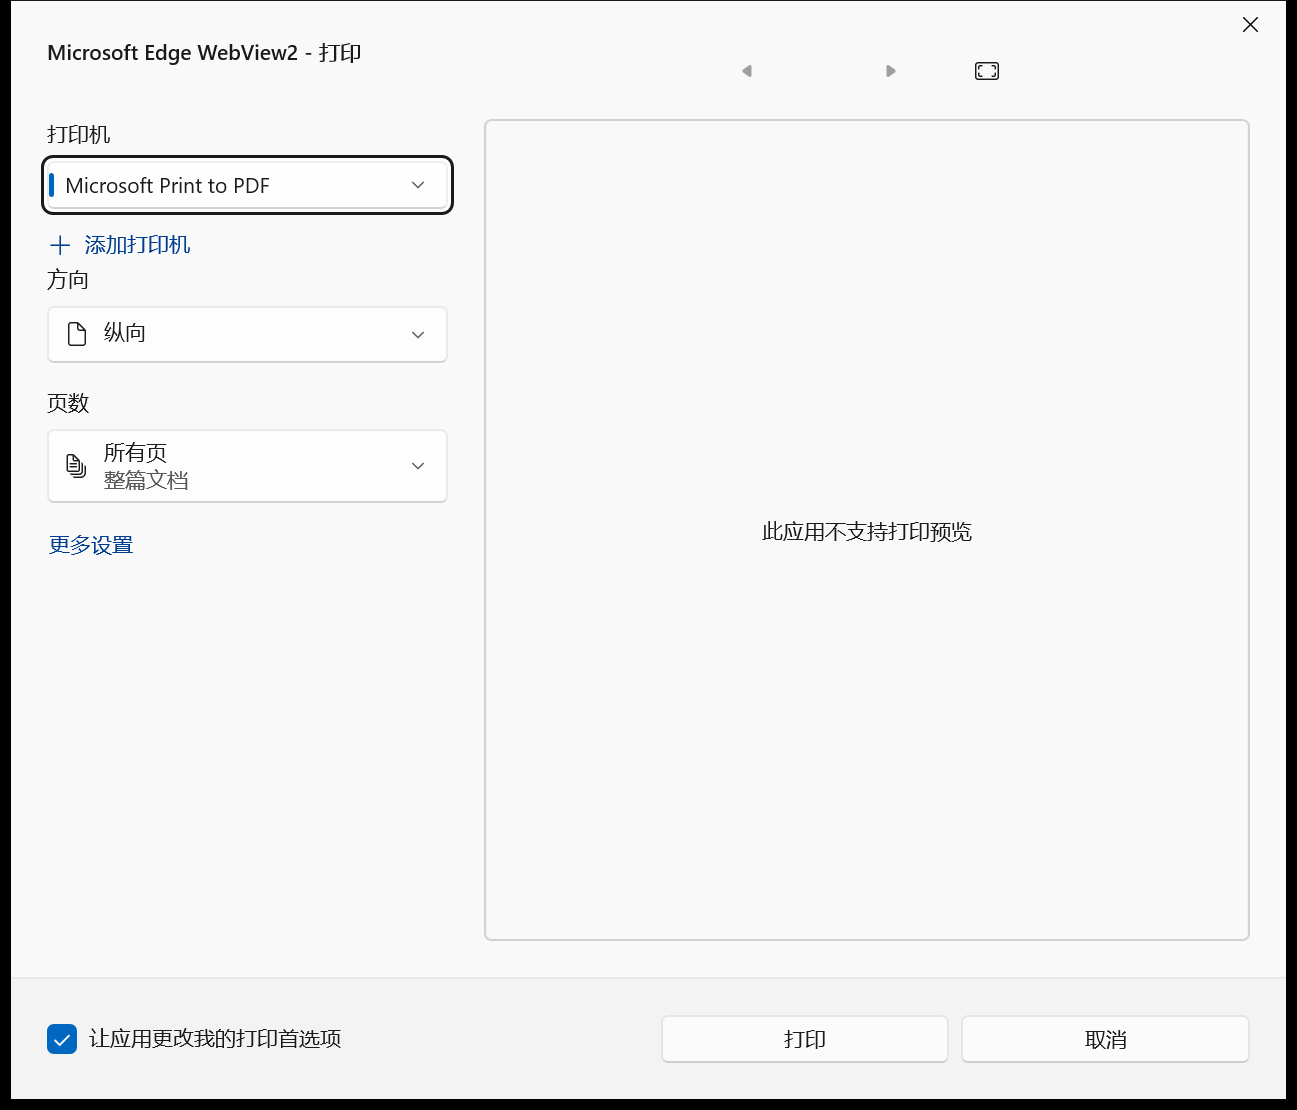 Microsoft Edge WebView2 - 打印
打印机
Microsoft Print to PDF
添加打印机
方向
纵向
页数
所有页
整篇文档
更多设置
此应用不支持打印预览
让应用更改我的打印首选项
打印
取消